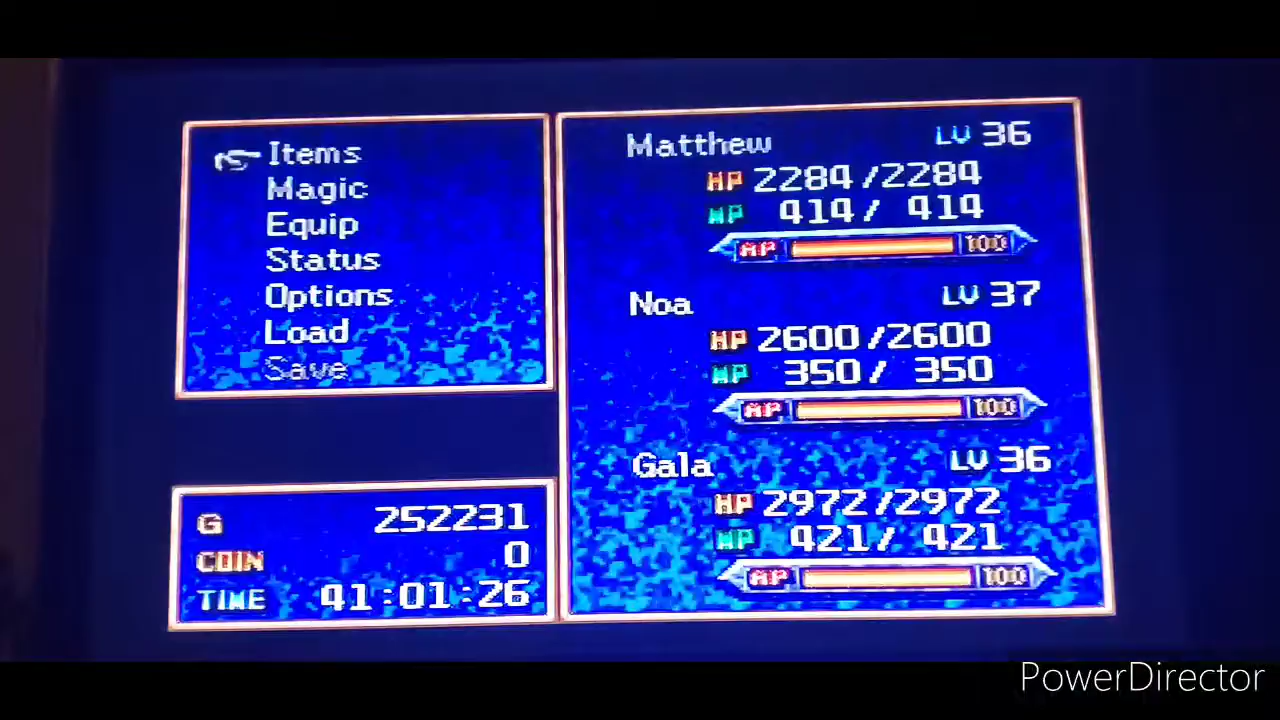 Items
Magic
Equip
Status
Options
Load
Save
G 252231
COIN 0
TIME 41:01:26
Matthew LV 36
HP 2284/2284
MP 414/ 414
AP 100
Noa LV 37
HP 2600/2600
MP 350/ 350
AP 100
Gala LV 36
HP 2972/2972
MP 421/ 421
AP 100
PowerDirector